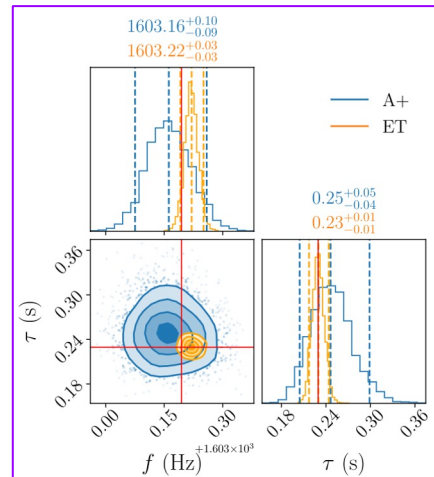 1603.16^{+0.10}_{-0.09}
1603.22^{+0.03}_{-0.03}
A+
ET
0.25^{+0.05}_{-0.04}
0.23^{+0.01}_{-0.01}
0.36
0.30
0.24
0.18
τ (s)
0.00 0.15 0.30
+1.603×10³
f (Hz)
0.18 0.24 0.30 0.36
τ (s)